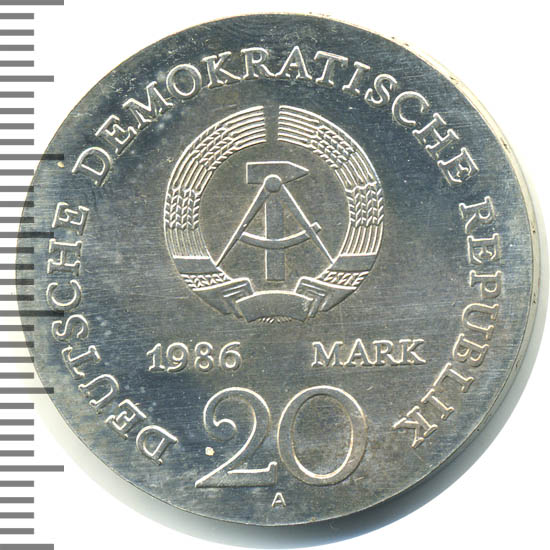 DEUTSCHE DEMOKRATISCHE REPUBLIK
1986 MARK
20
A